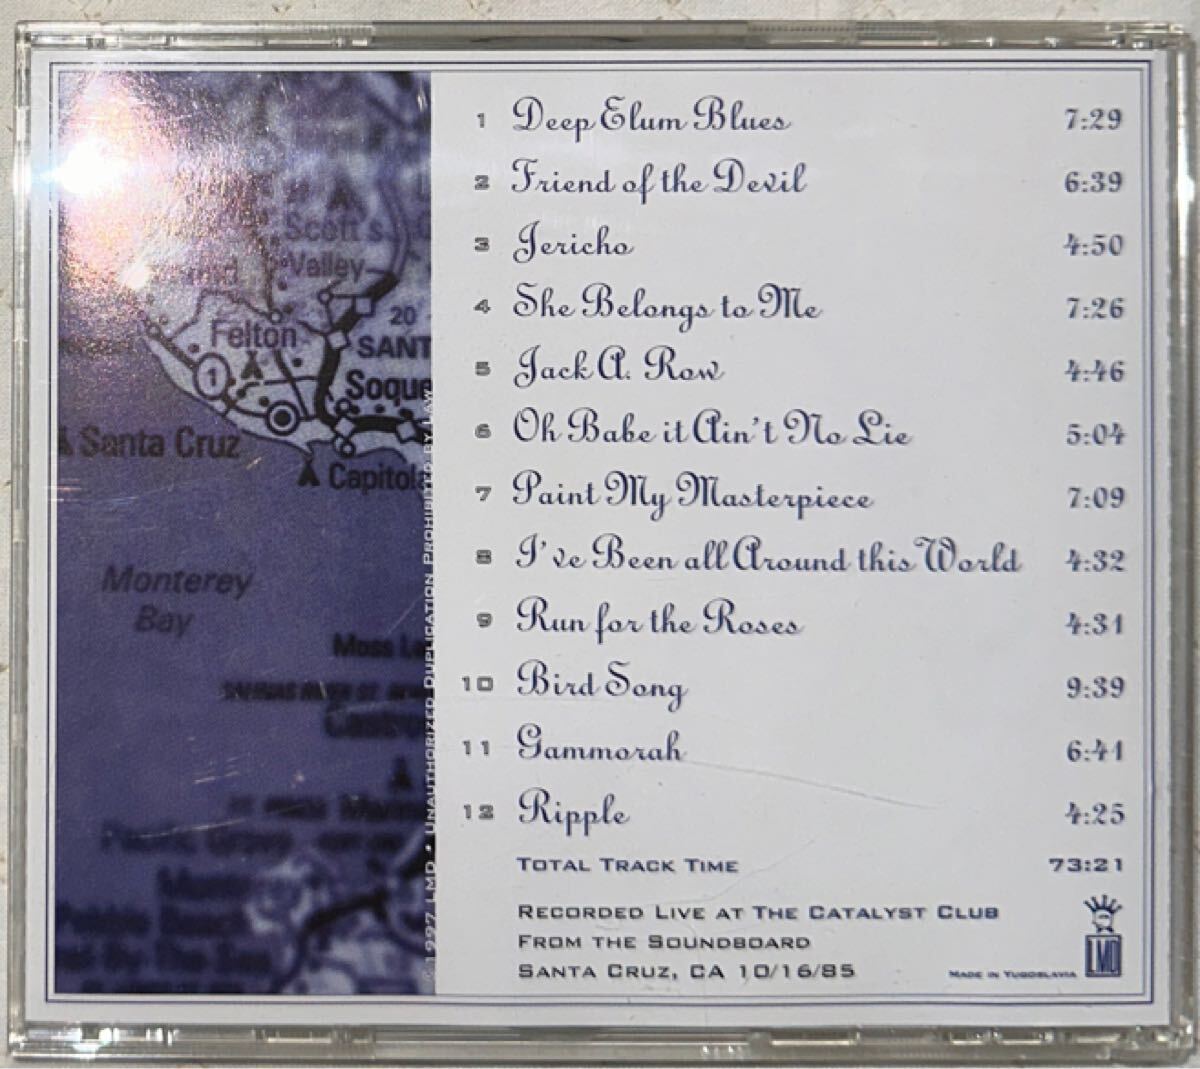 1 Deep Elum Blues 7:29
2 Friend of the Devil 6:39
3 Jericho 4:50
4 She Belongs to Me 7:26
5 Jack A. Row 4:46
6 Oh Babe it Ain't No Lie 5:04
7 Paint My Masterpiece 7:09
8 I've Been all Around this World 4:32
9 Run for the Roses 4:31
10 Bird Song 9:39
11 Gammorah 6:41
12 Ripple 4:25
TOTAL TRACK TIME 73:21
RECORDED LIVE AT THE CATALYST CLUB
FROM THE SOUNDBOARD
SANTA CRUZ, CA 10/16/85
MADE IN YUGOSLAVIA
LMD
1997 LMD * UNAUTHORIZED DUPLICATION PROHIBITED BY LAW
Scott's
Valley
Felton
20
SANT
1
Soque
Santa Cruz
Capitola
Monterey
Bay
Moss La